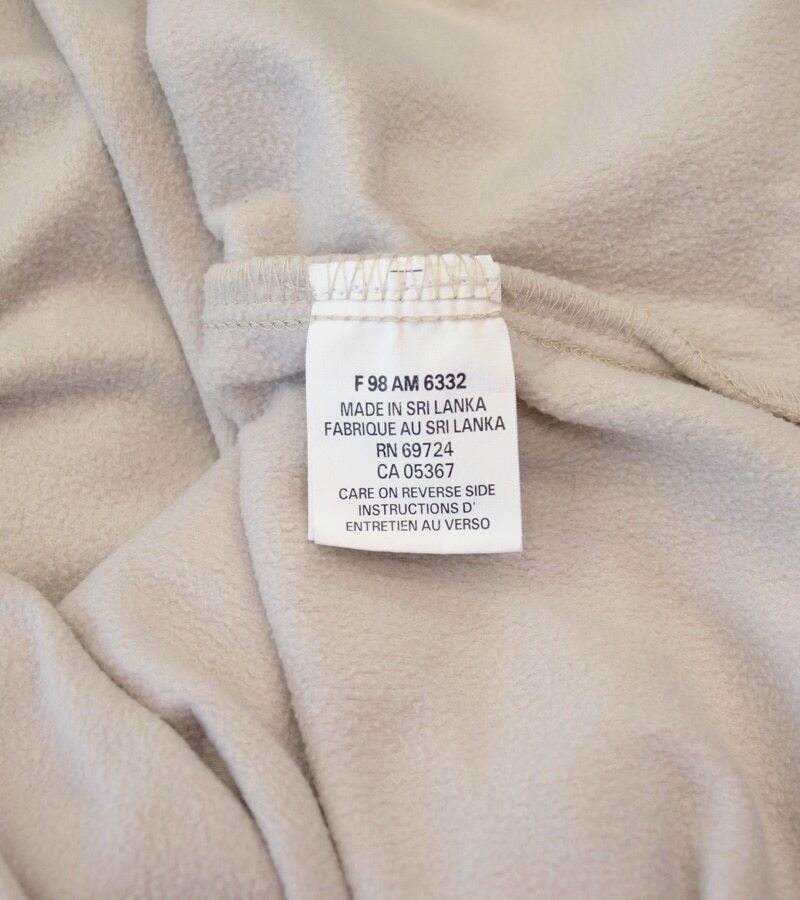 F 98 AM 6332
MADE IN SRI LANKA
FABRIQUE AU SRI LANKA
RN 69724
CA 05367
CARE ON REVERSE SIDE
INSTRUCTIONS D'
ENTRETIEN AU VERSO